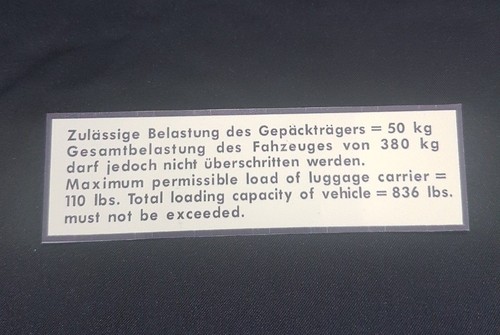 Zulässige Belastung des Gepäckträgers = 50 kg
Gesamtbelastung des Fahzeuges von 380 kg
darf jedoch nicht überschritten werden.
Maximum permissible load of luggage carrier =
110 lbs. Total loading capacity of vehicle = 836 lbs.
must not be exceeded.